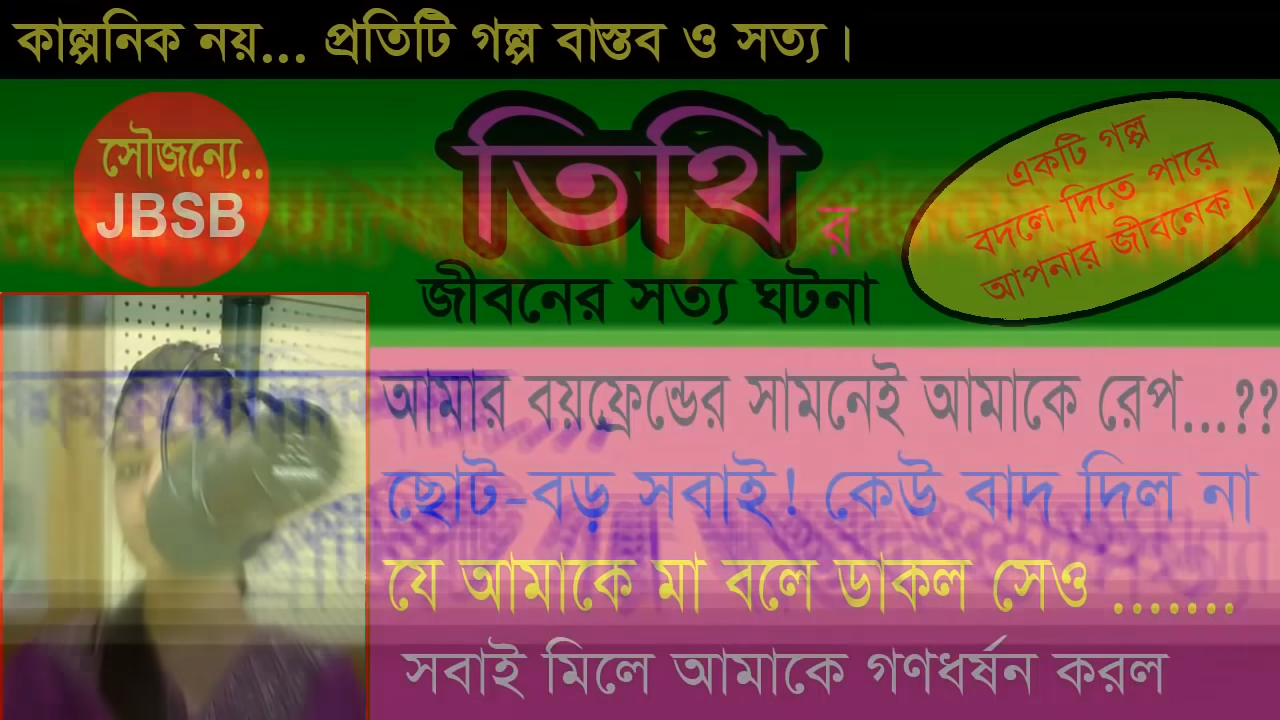 কাল্পনিক নয়... প্রতিটি গল্প বাস্তব ও সত্য।
সৌজন্যে..
JBSB
তিথি র
জীবনের সত্য ঘটনা
একটি গল্প
বদলে দিতে পারে
আপনার জীবনেক।
আমার বয়ফ্রেন্ডের সামনেই আমাকে রেপ...??
ছোট-বড় সবাই! কেউ বাদ দিল না
যে আমাকে মা বলে ডাকল সেও .......
সবাই মিলে আমাকে গণধর্ষন করল